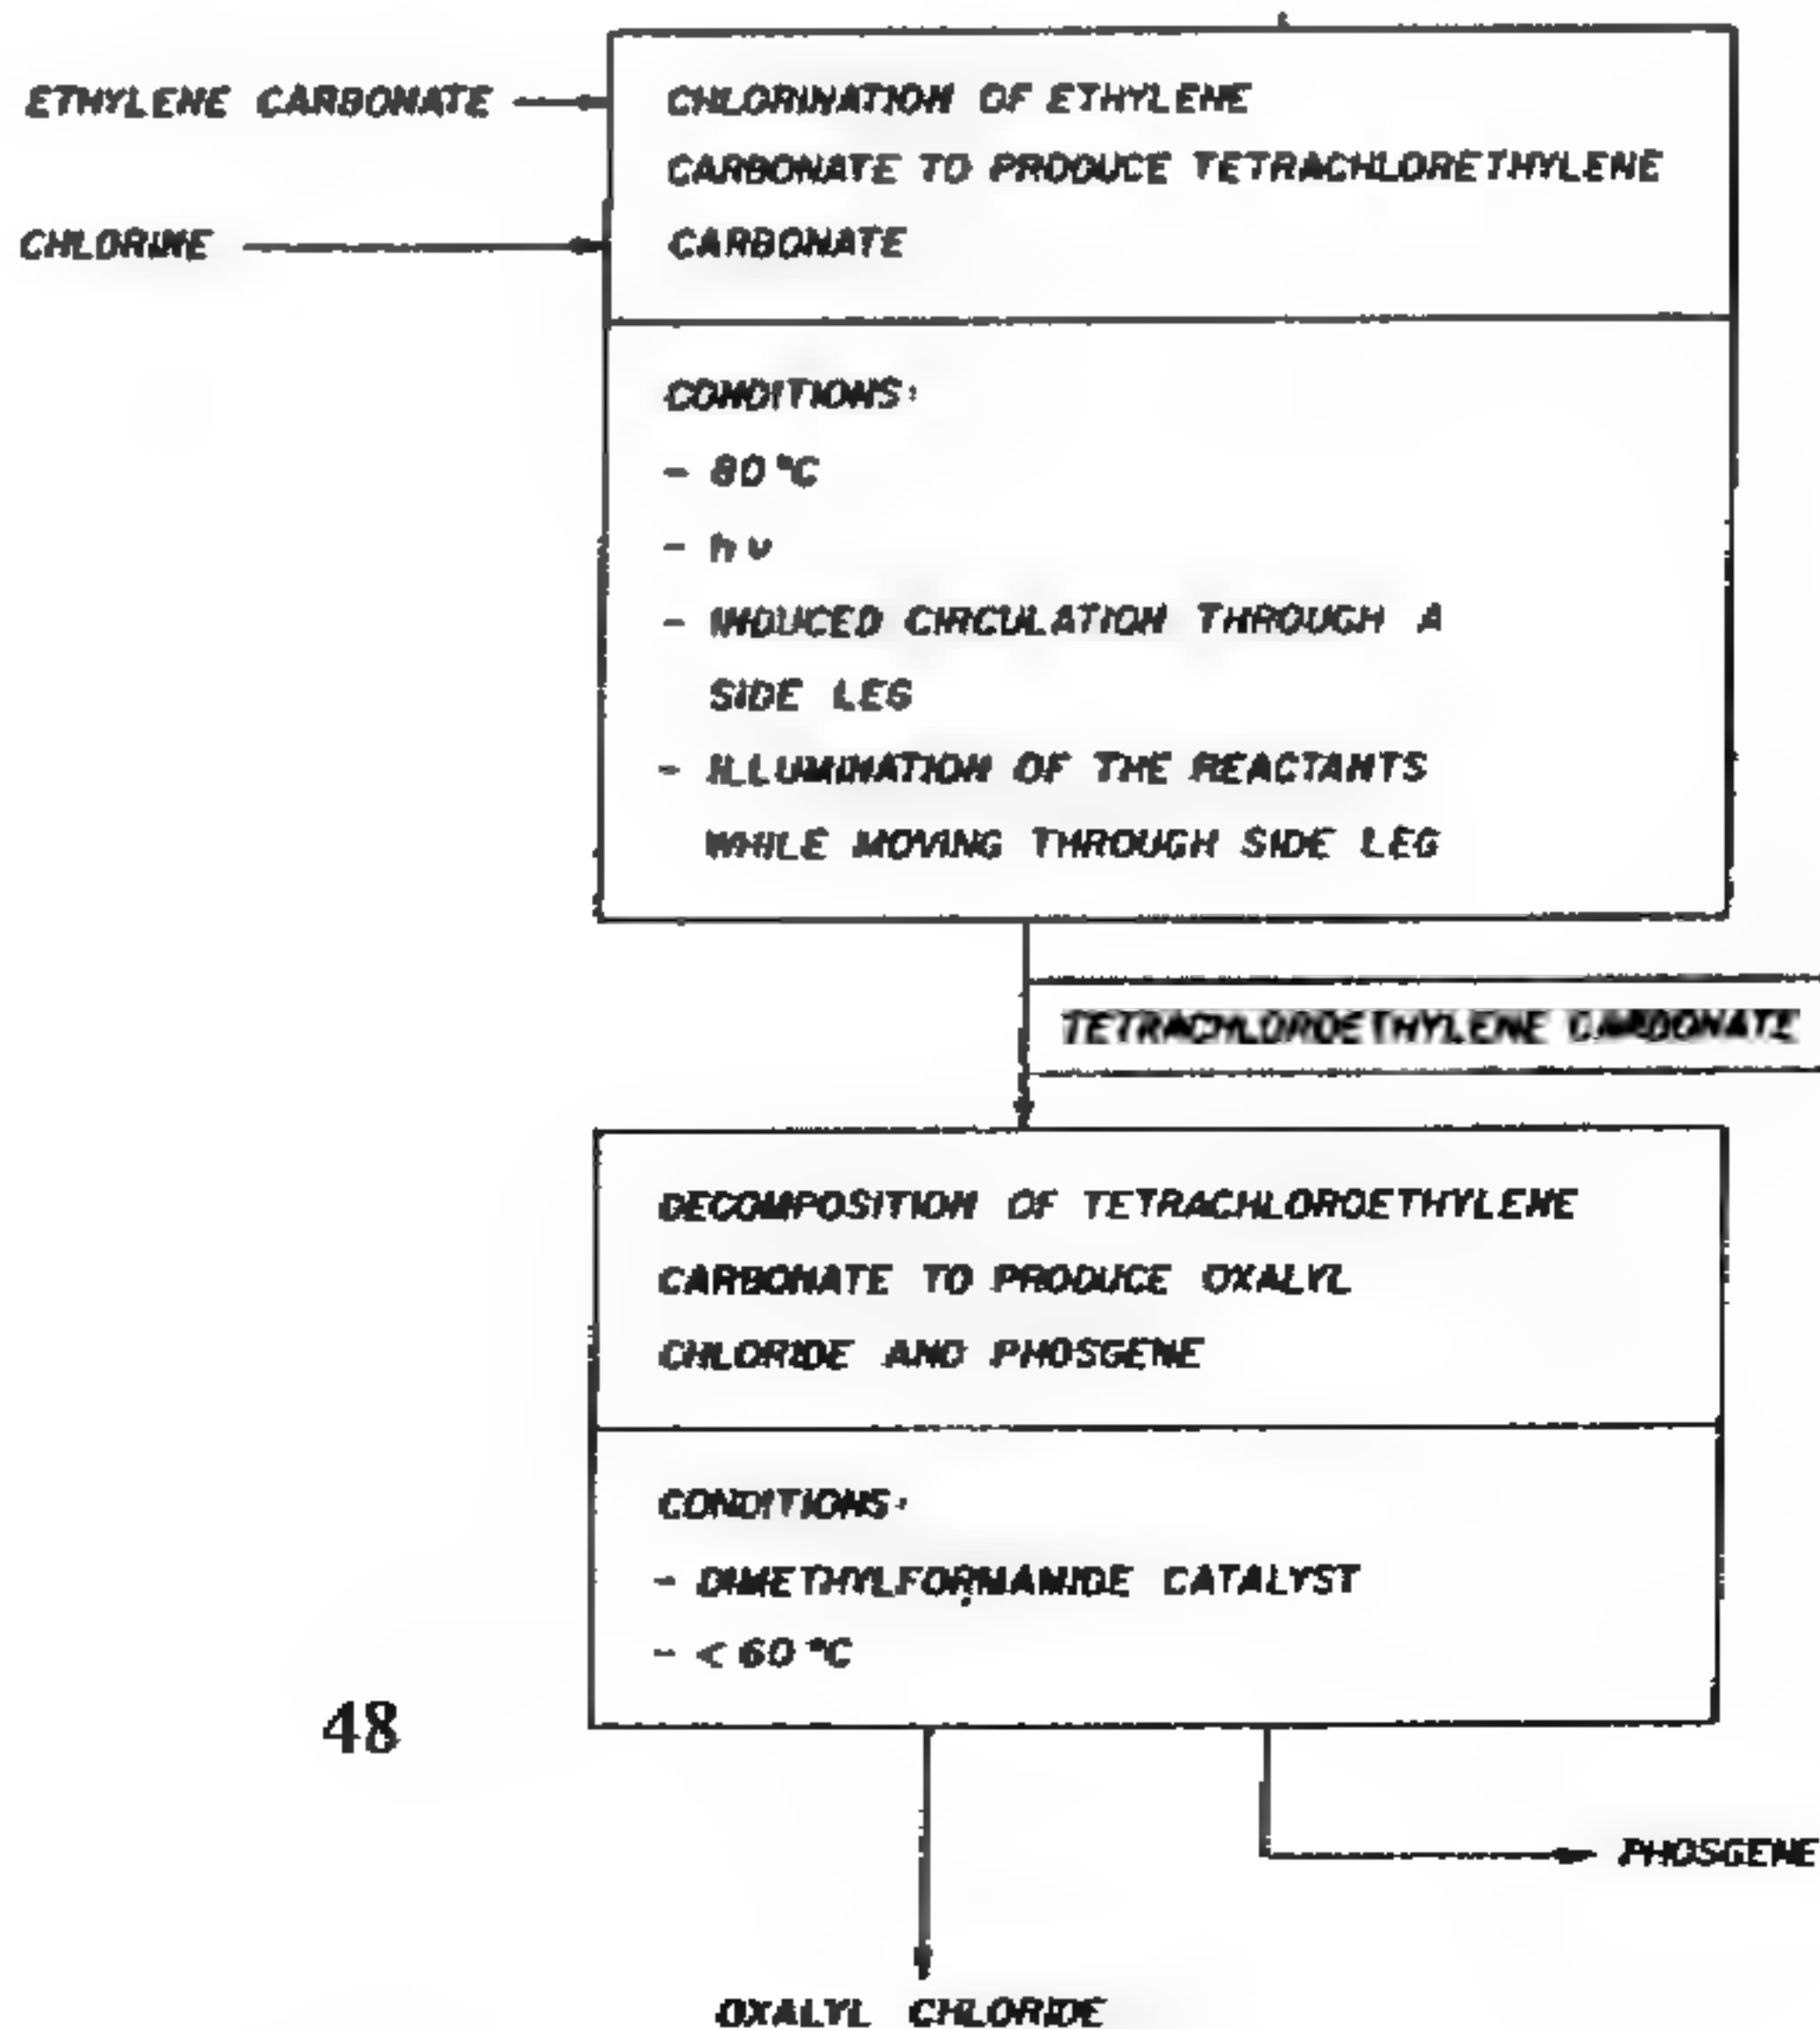 ETHYLENE CARBONATE
CHLORINE
CHLORINATION OF ETHYLENE
CARBONATE TO PRODUCE TETRACHLORETHYLENE
CARBONATE
CONDITIONS:
- 80°C
- hν
- INDUCED CIRCULATION THROUGH A
SIDE LEG
- ILLUMINATION OF THE REACTANTS
WHILE MOVING THROUGH SIDE LEG
TETRACHLOROETHYLENE CARBONATE
DECOMPOSITION OF TETRACHLOROETHYLENE
CARBONATE TO PRODUCE OXALYL
CHLORIDE AND PHOSGENE
CONDITIONS:
- DIMETHYLFORMAMIDE CATALYST
- < 60°C
48
PHOSGENE
OXALYL CHLORIDE